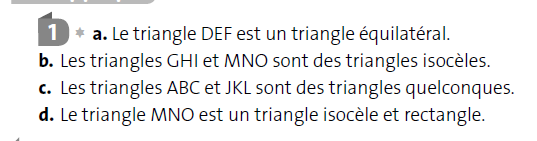 1 * a. Le triangle DEF est un triangle équilatéral.
b. Les triangles GHI et MNO sont des triangles isocèles.
c. Les triangles ABC et JKL sont des triangles quelconques.
d. Le triangle MNO est un triangle isocèle et rectangle.